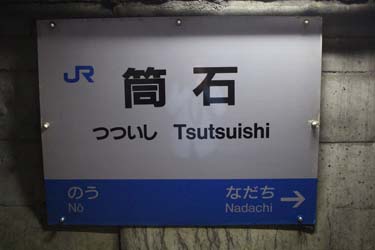 JR
筒石
つついし Tsutsuishi
のう なだち
Nō Nadachi →